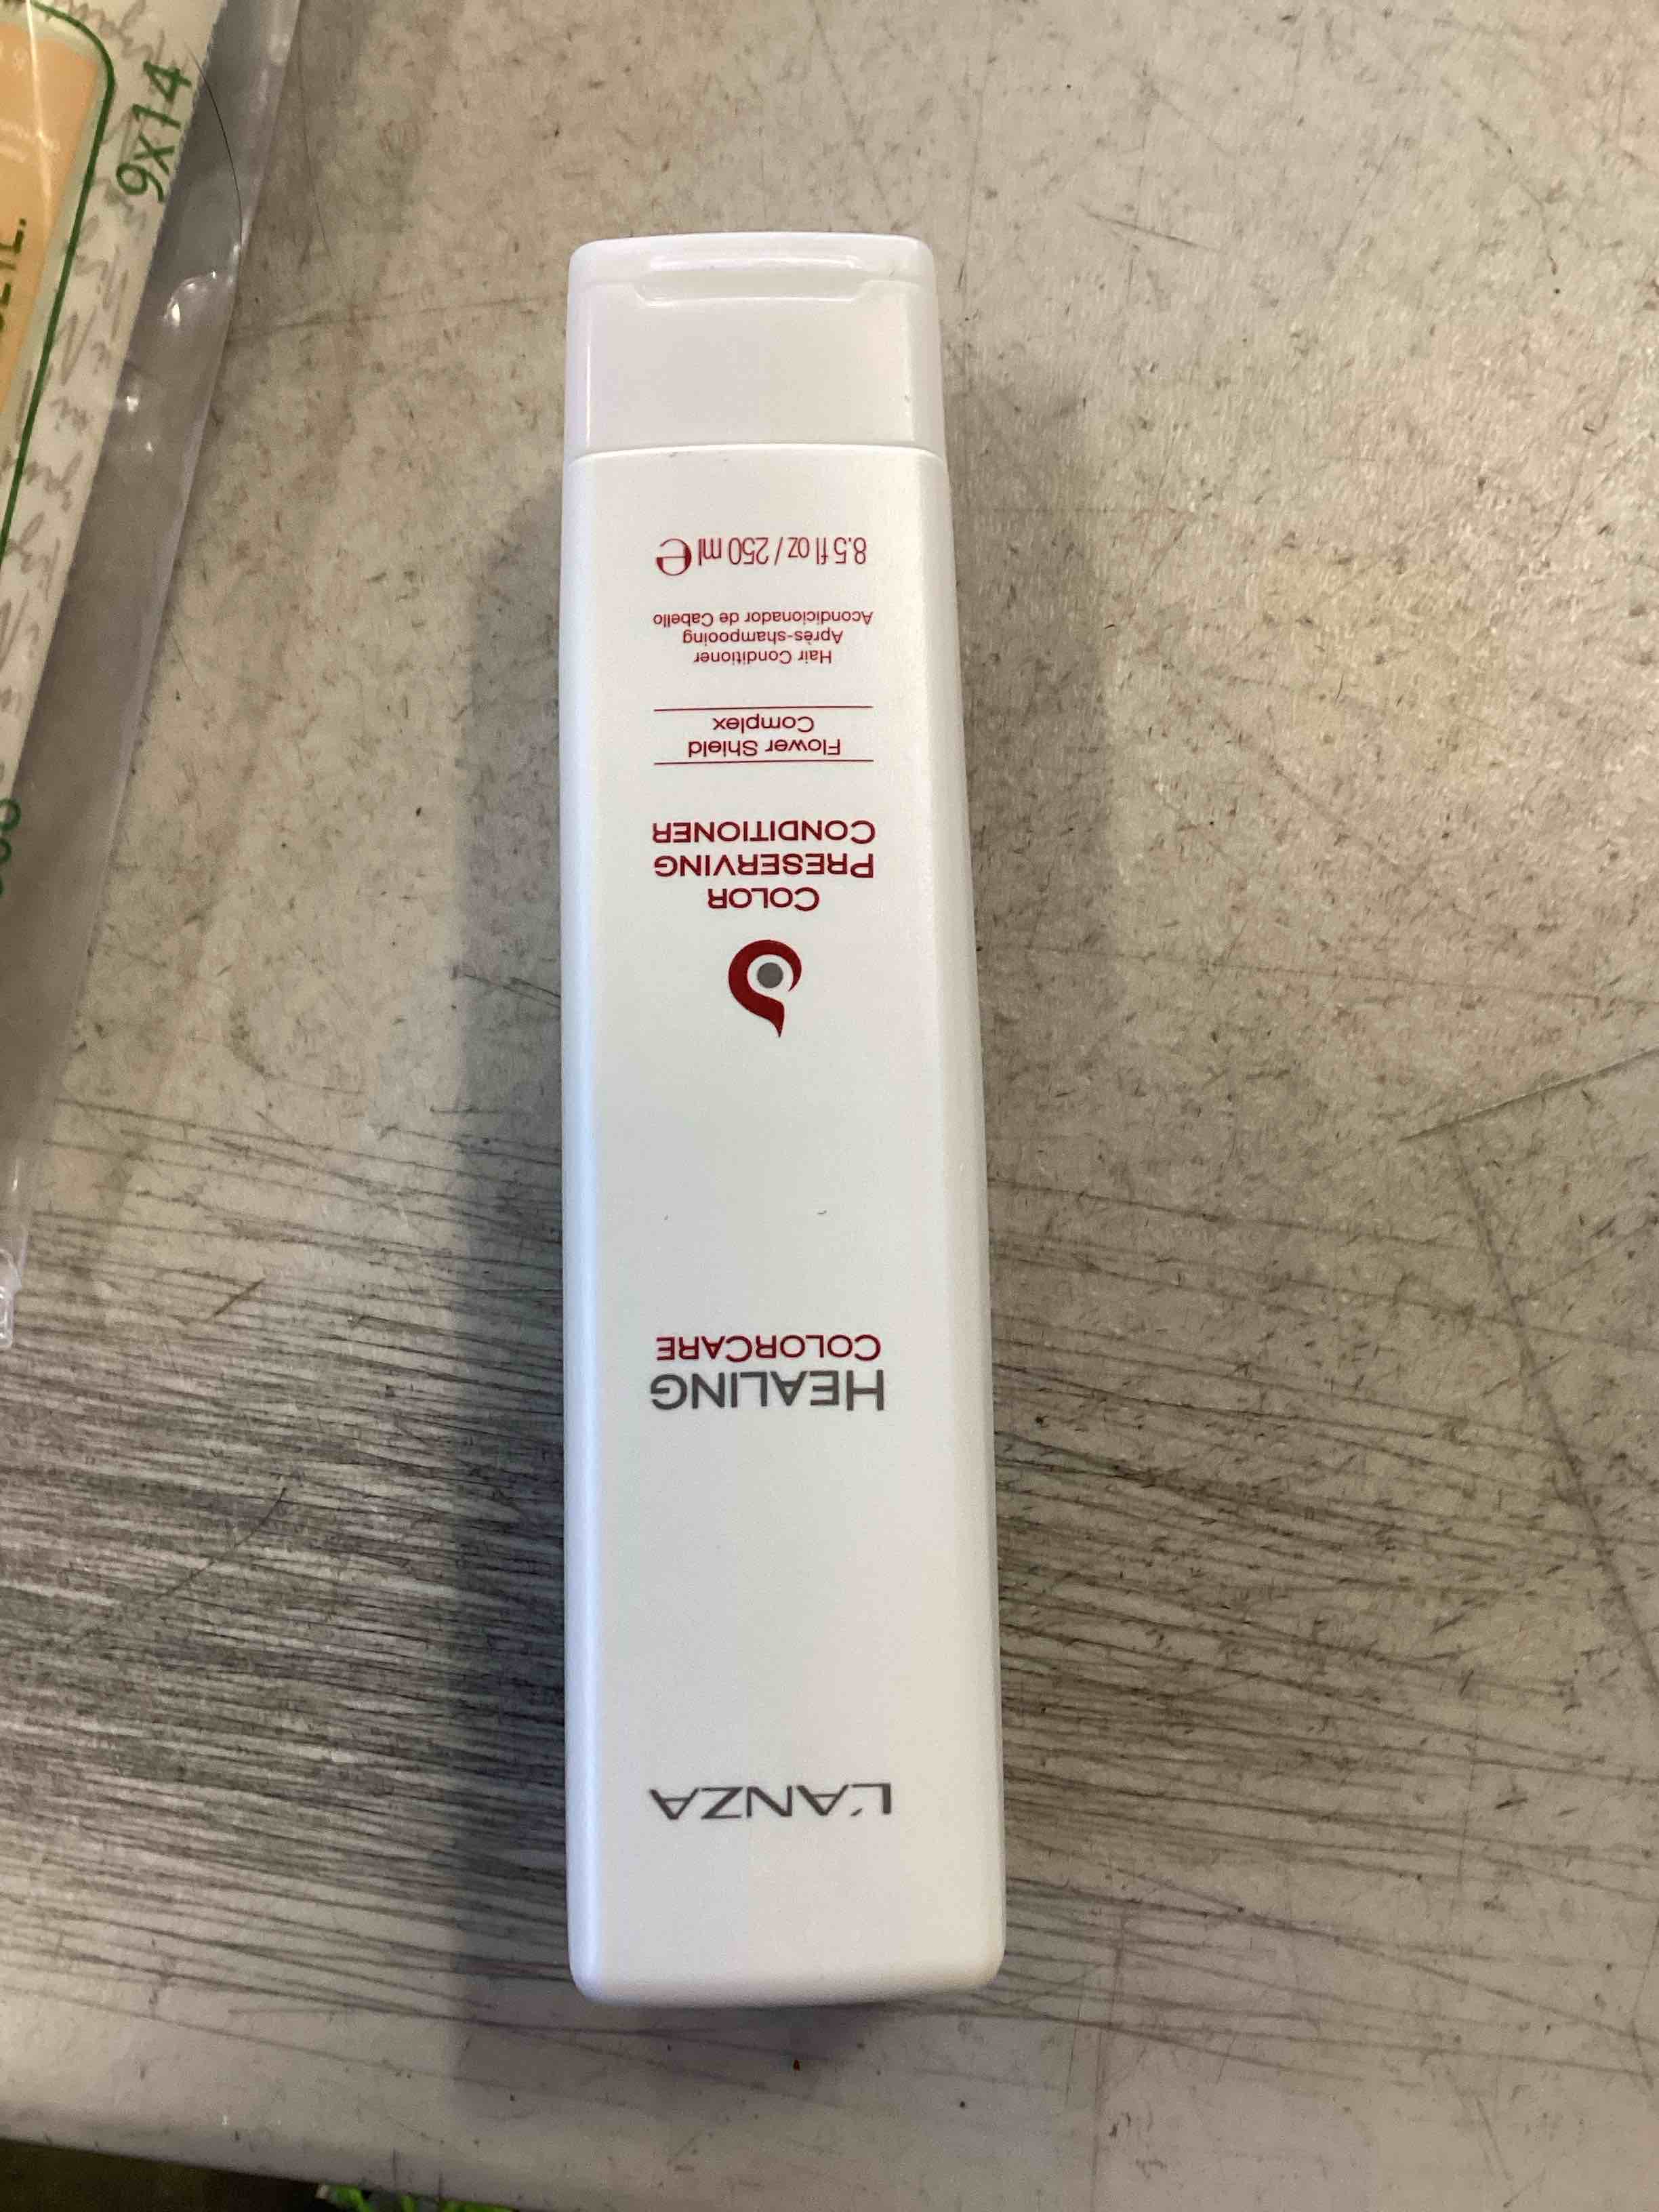 L'ANZA
HEALING
COLORCARE
COLOR
PRESERVING
CONDITIONER
Flower Shield
Complex
Hair Conditioner
Après-shampooing
Acondicionador de Cabello
8.5 fl oz / 250 ml e
9x14